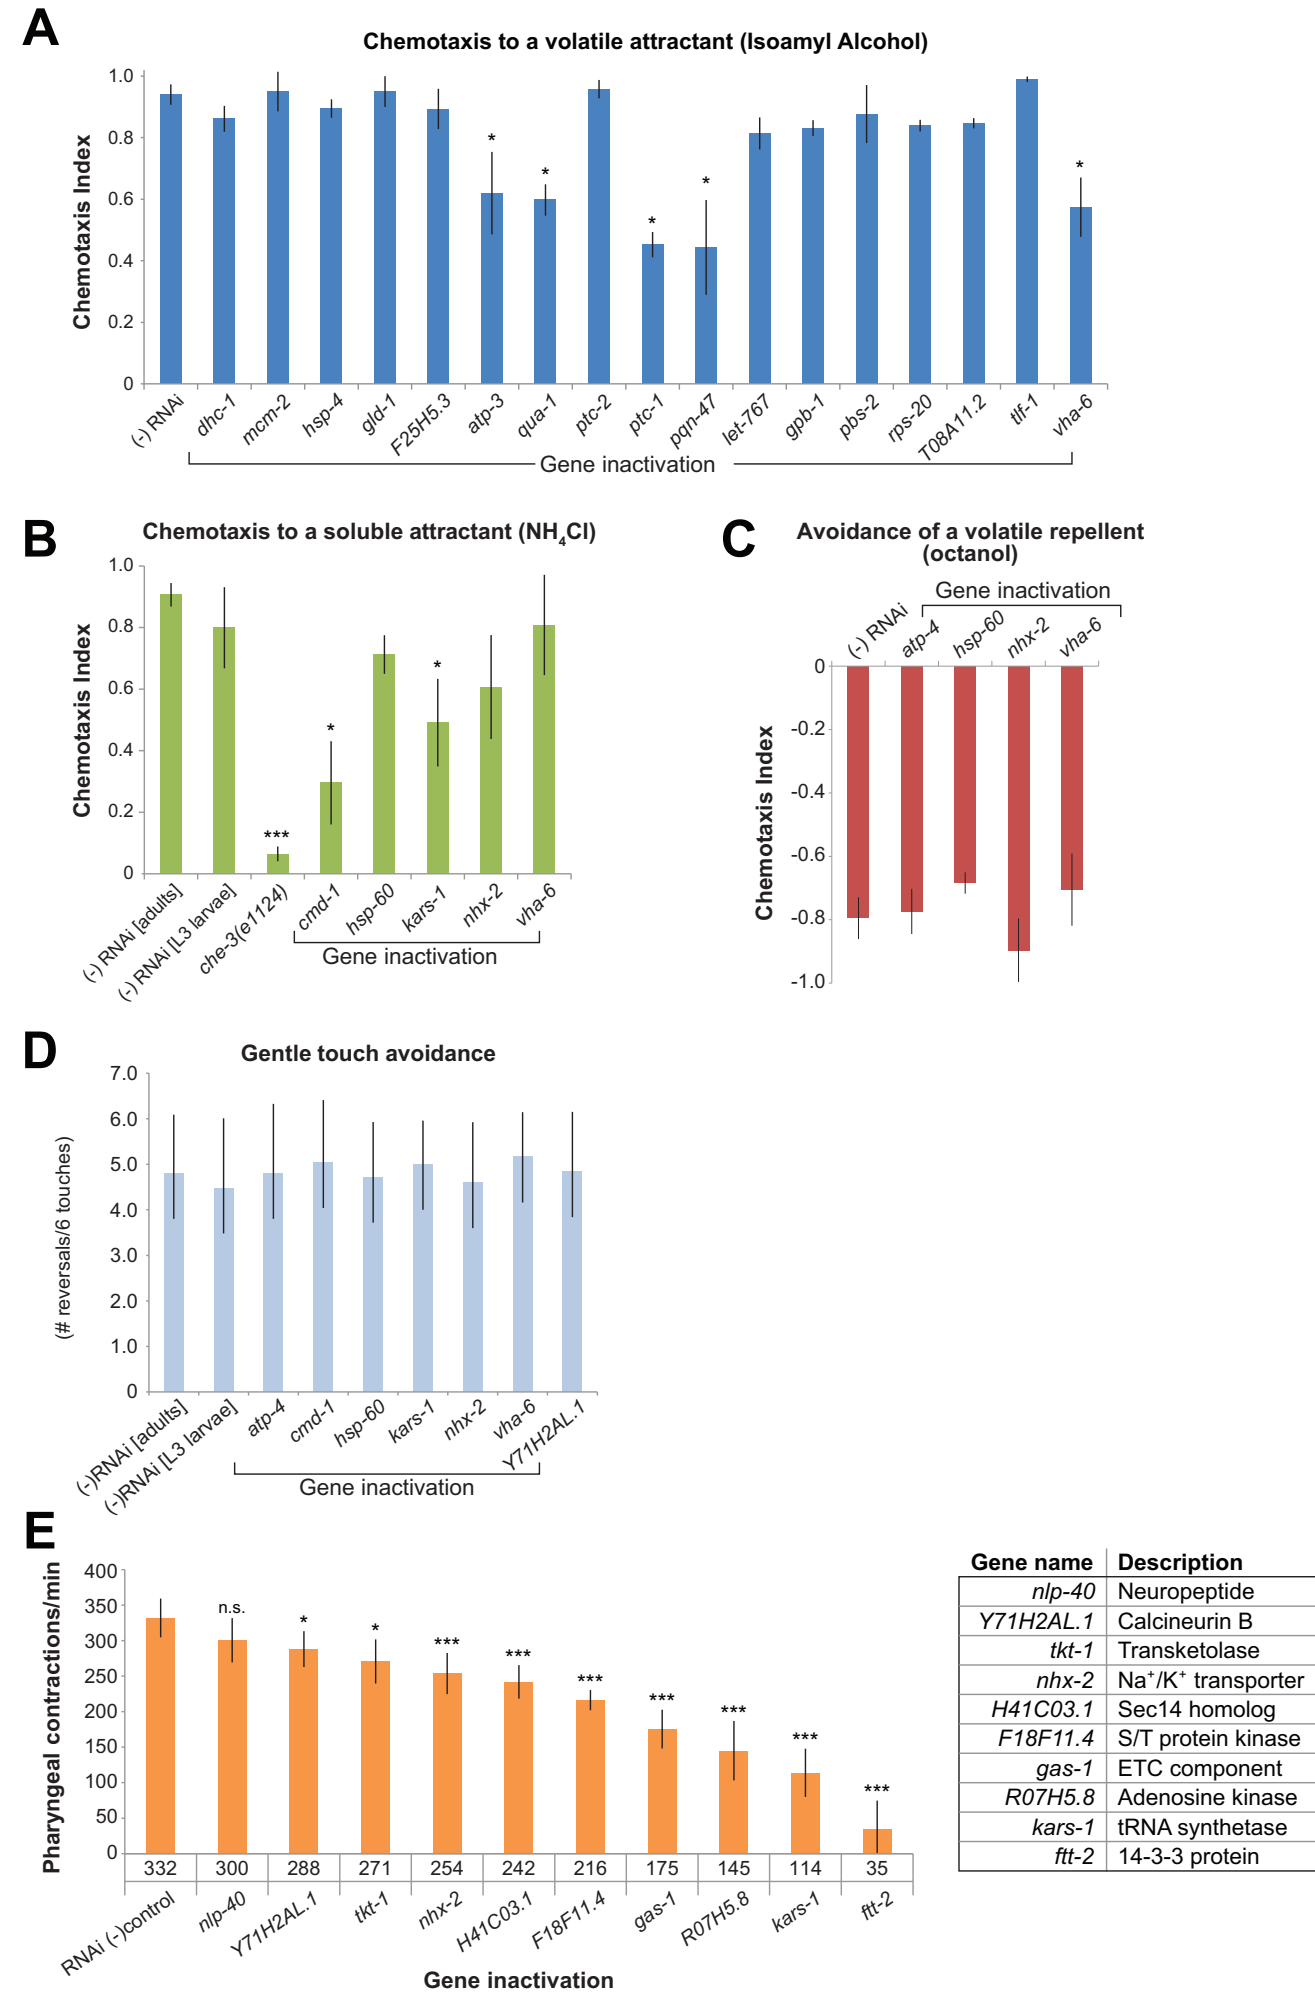 A
Chemotaxis to a volatile attractant (Isoamyl Alcohol)
Chemotaxis Index
1.0
0.8
0.6
0.4
0.2
0
* * * * *
(-) RNAi dhc-1 mcm-2 hsp-4 gld-1 F25H5.3 atp-3 qua-1 ptc-2 ptc-1 pqn-47 let-767 gpb-1 pbs-2 rps-20 T08A11.2 tlf-1 vha-6
Gene inactivation
B
Chemotaxis to a soluble attractant (NH4Cl)
Chemotaxis Index
1.0
0.8
0.6
0.4
0.2
0
*** * *
(-) RNAi [adults] (-) RNAi [L3 larvae] che-3(e1124) cmd-1 hsp-60 kars-1 nhx-2 vha-6
Gene inactivation
C
Avoidance of a volatile repellent
(octanol)
Gene inactivation
(-) RNAi atp-4 hsp-60 nhx-2 vha-6
Chemotaxis Index
0
-0.2
-0.4
-0.6
-0.8
-1.0
D
Gentle touch avoidance
(# reversals/6 touches)
7.0
6.0
5.0
4.0
3.0
2.0
1.0
0
(-)RNAi [adults] (-)RNAi [L3 larvae] atp-4 cmd-1 hsp-60 kars-1 nhx-2 vha-6 Y71H2AL.1
Gene inactivation
E
Pharyngeal contractions/min
400
350
300
250
200
150
100
50
0
n.s. * * *** *** *** *** *** *** ***
332 300 288 271 254 242 216 175 145 114 35
RNAi (-)control nlp-40 Y71H2AL.1 tkt-1 nhx-2 H41C03.1 F18F11.4 gas-1 R07H5.8 kars-1 ftt-2
Gene inactivation
Gene name Description
nlp-40 Neuropeptide
Y71H2AL.1 Calcineurin B
tkt-1 Transketolase
nhx-2 Na+/K+ transporter
H41C03.1 Sec14 homolog
F18F11.4 S/T protein kinase
gas-1 ETC component
R07H5.8 Adenosine kinase
kars-1 tRNA synthetase
ftt-2 14-3-3 protein